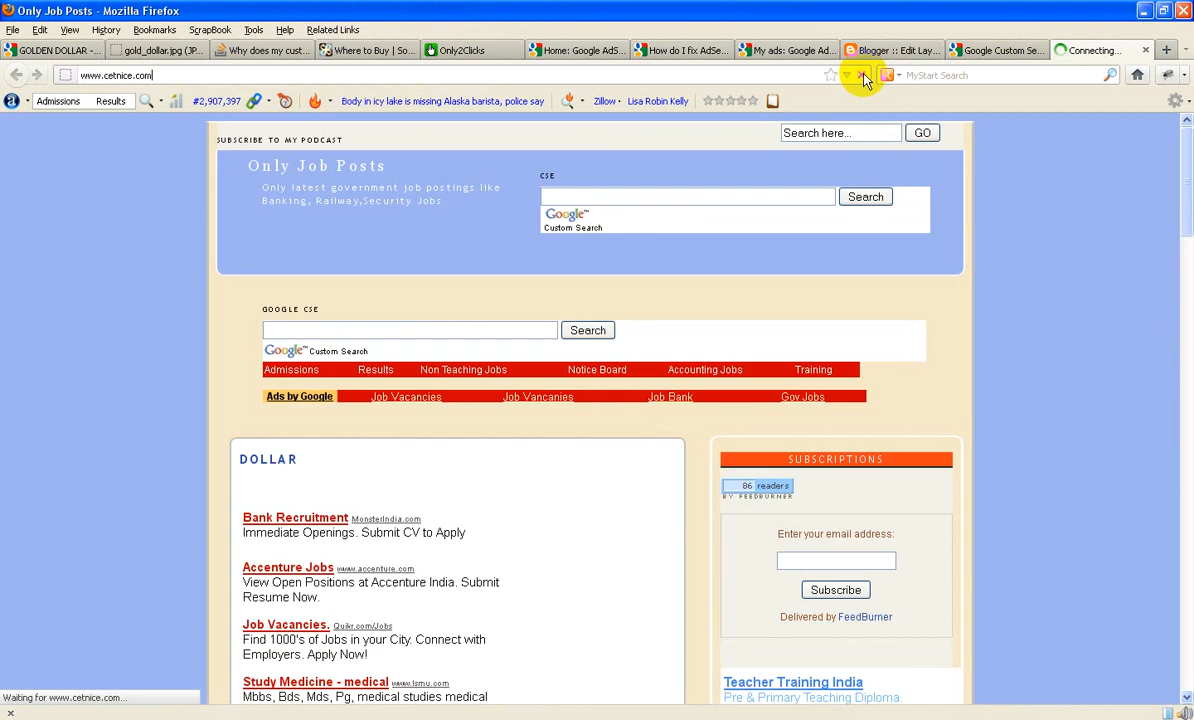 Only Job Posts - Mozilla Firefox
File Edit View History Bookmarks ScrapBook Tools Help Related Links
GOLDEN DOLLAR -... gold_dollar.jpg (JPEG ... Why does my cust... Where to Buy | So... Only2Clicks Home: Google AdS... How do I fix AdSe... My ads: Google Ad... Blogger :: Edit Lay... Google Custom Se... Connecting...
www.cetnice.com MyStart Search
Admissions Results #2,907,397 Body in icy lake is missing Alaska barista, police say Zillow Lisa Robin Kelly
SUBSCRIBE TO MY PODCAST
Search here... GO
Only Job Posts
Only latest government job postings like
Banking, Railway,Security Jobs
CSE
Search
Google™
Custom Search
GOOGLE CSE
Search
Google™ Custom Search
Admissions Results Non Teaching Jobs Notice Board Accounting Jobs Training
Ads by Google Job Vacancies Job Vancanies Job Bank Gov Jobs
DOLLAR
Bank Recruitment MonsterIndia.com
Immediate Openings. Submit CV to Apply
Accenture Jobs www.accenture.com
View Open Positions at Accenture India. Submit
Resume Now.
Job Vacancies. Quikr.com/Jobs
Find 1000's of Jobs in your City. Connect with
Employers. Apply Now!
Study Medicine - medical www.lsmu.com
Mbbs, Bds, Mds, Pg, medical studies medical
SUBSCRIPTIONS
86 readers
BY FEEDBURNER
Enter your email address:
Subscribe
Delivered by FeedBurner
Teacher Training India
Pre & Primary Teaching Diploma.
Waiting for www.cetnice.com...